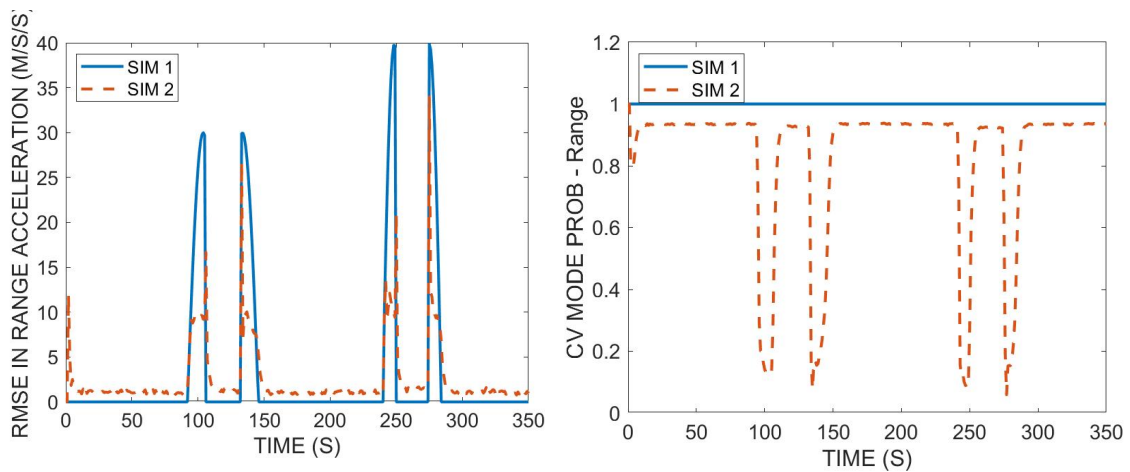 RMSE IN RANGE ACCELERATION (M/S/S)
40
35
30
25
20
15
10
5
0
SIM 1
SIM 2
0 50 100 150 200 250 300 350
TIME (S)
CV MODE PROB - Range
1.2
1
0.8
0.6
0.4
0.2
0
SIM 1
SIM 2
0 50 100 150 200 250 300 350
TIME (S)